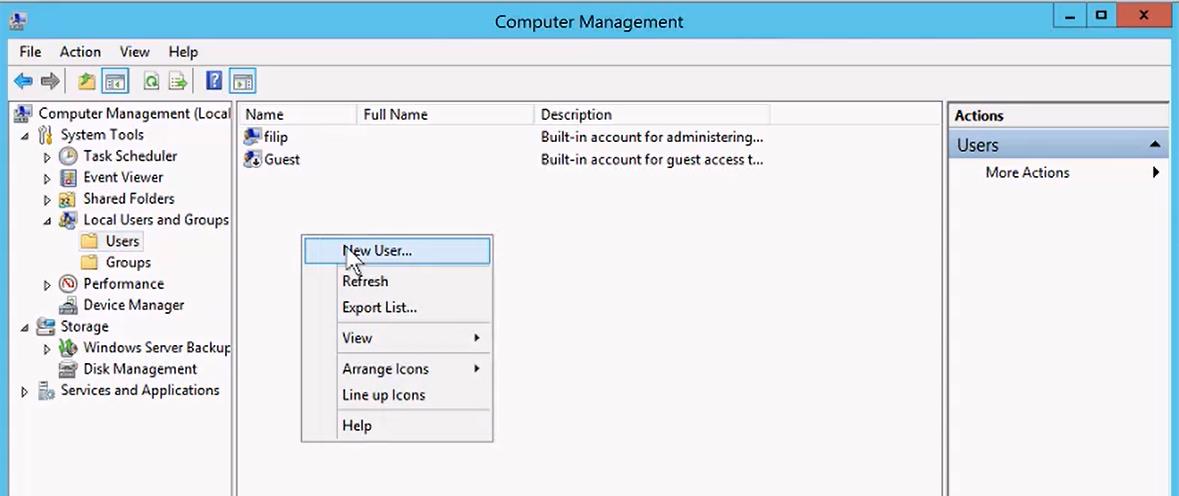 Computer Management
File Action View Help
Computer Management (Local
System Tools
Task Scheduler
Event Viewer
Shared Folders
Local Users and Groups
Users
Groups
Performance
Device Manager
Storage
Windows Server Backup
Disk Management
Services and Applications
Name Full Name Description
filip Built-in account for administering...
Guest Built-in account for guest access t...
New User...
Refresh
Export List...
View
Arrange Icons
Line up Icons
Help
Actions
Users
More Actions